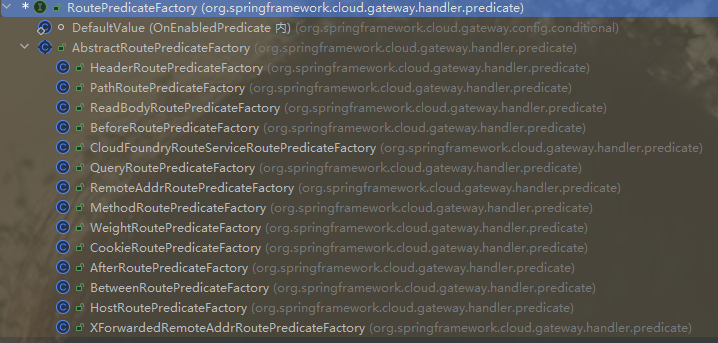 RoutePredicateFactory (org.springframework.cloud.gateway.handler.predicate)
DefaultValue (OnEnabledPredicate 内) (org.springframework.cloud.gateway.config.conditional)
AbstractRoutePredicateFactory (org.springframework.cloud.gateway.handler.predicate)
HeaderRoutePredicateFactory (org.springframework.cloud.gateway.handler.predicate)
PathRoutePredicateFactory (org.springframework.cloud.gateway.handler.predicate)
ReadBodyRoutePredicateFactory (org.springframework.cloud.gateway.handler.predicate)
BeforeRoutePredicateFactory (org.springframework.cloud.gateway.handler.predicate)
CloudFoundryRouteServiceRoutePredicateFactory (org.springframework.cloud.gateway.handler.predicate)
QueryRoutePredicateFactory (org.springframework.cloud.gateway.handler.predicate)
RemoteAddrRoutePredicateFactory (org.springframework.cloud.gateway.handler.predicate)
MethodRoutePredicateFactory (org.springframework.cloud.gateway.handler.predicate)
WeightRoutePredicateFactory (org.springframework.cloud.gateway.handler.predicate)
CookieRoutePredicateFactory (org.springframework.cloud.gateway.handler.predicate)
AfterRoutePredicateFactory (org.springframework.cloud.gateway.handler.predicate)
BetweenRoutePredicateFactory (org.springframework.cloud.gateway.handler.predicate)
HostRoutePredicateFactory (org.springframework.cloud.gateway.handler.predicate)
XForwardedRemoteAddrRoutePredicateFactory (org.springframework.cloud.gateway.handler.predicate)